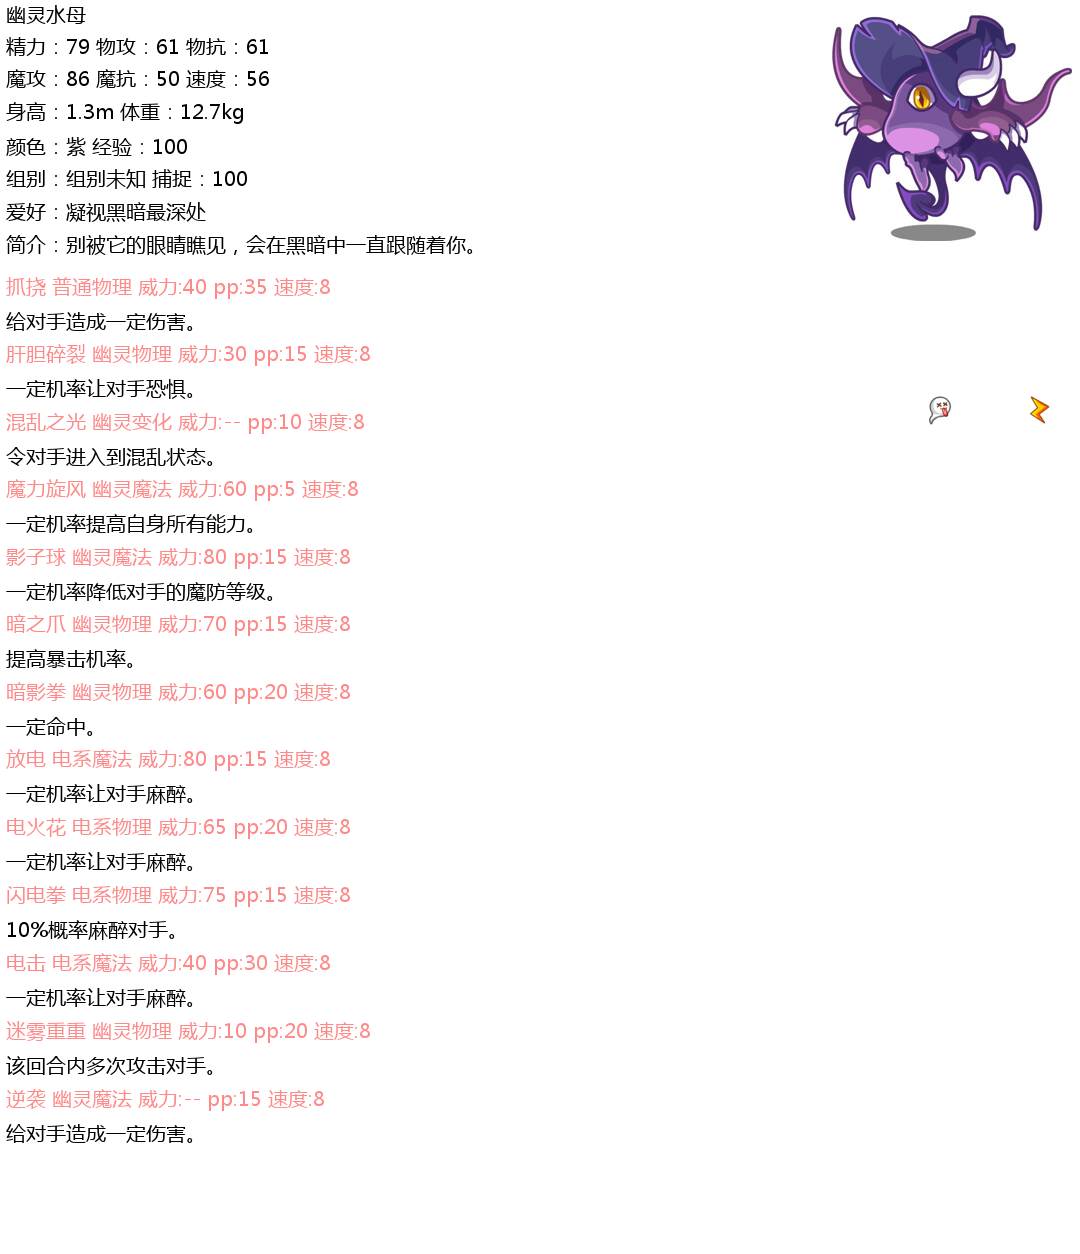 幽灵水母
精力：79 物攻：61 物抗：61
魔攻：86 魔抗：50 速度：56
身高：1.3m 体重：12.7kg
颜色：紫 经验：100
组别：组别未知 捕捉：100
爱好：凝视黑暗最深处
简介：别被它的眼睛瞧见，会在黑暗中一直跟随着你。
抓挠 普通物理 威力:40 pp:35 速度:8
给对手造成一定伤害。
肝胆碎裂 幽灵物理 威力:30 pp:15 速度:8
一定机率让对手恐惧。
混乱之光 幽灵变化 威力:-- pp:10 速度:8
令对手进入到混乱状态。
魔力旋风 幽灵魔法 威力:60 pp:5 速度:8
一定机率提高自身所有能力。
影子球 幽灵魔法 威力:80 pp:15 速度:8
一定机率降低对手的魔防等级。
暗之爪 幽灵物理 威力:70 pp:15 速度:8
提高暴击机率。
暗影拳 幽灵物理 威力:60 pp:20 速度:8
一定命中。
放电 电系魔法 威力:80 pp:15 速度:8
一定机率让对手麻醉。
电火花 电系物理 威力:65 pp:20 速度:8
一定机率让对手麻醉。
闪电拳 电系物理 威力:75 pp:15 速度:8
10%概率麻醉对手。
电击 电系魔法 威力:40 pp:30 速度:8
一定机率让对手麻醉。
迷雾重重 幽灵物理 威力:10 pp:20 速度:8
该回合内多次攻击对手。
逆袭 幽灵魔法 威力:-- pp:15 速度:8
给对手造成一定伤害。